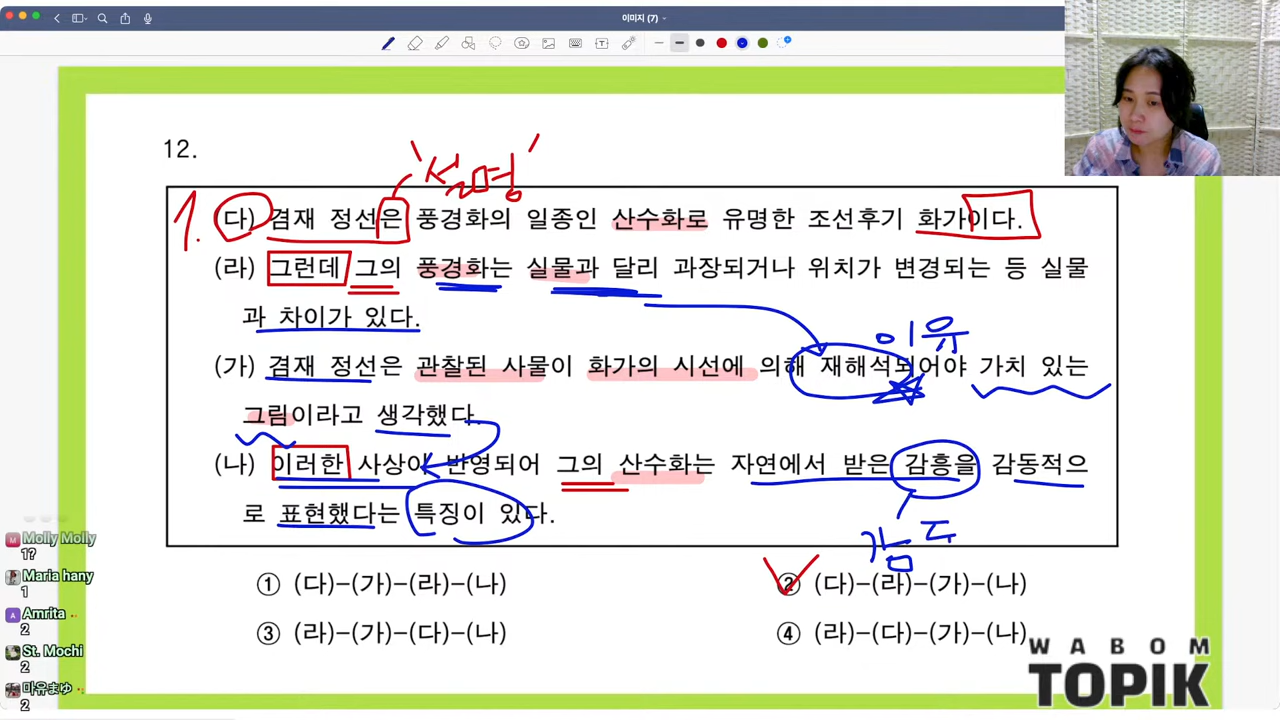 이미지 (7)
12.
'설명'
1. (다) 겸재 정선은 풍경화의 일종인 산수화로 유명한 조선후기 화가이다.
(라) 그런데 그의 풍경화는 실물과 달리 과장되거나 위치가 변경되는 등 실물
과 차이가 있다.
이유
(가) 겸재 정선은 관찰된 사물이 화가의 시선에 의해 재해석되어야 가치 있는
그림이라고 생각했다.
(나) 이러한 사상이 반영되어 그의 산수화는 자연에서 받은 감흥을 감동적으
로 표현했다는 특징이 있다.
감도
① (다)–(가)–(라)–(나)
② (다)–(라)–(가)–(나)
③ (라)–(가)–(다)–(나)
④ (라)–(다)–(가)–(나)
Molly Molly
1?
Maria hany
1
A
Amrita
2
St. Mochi
2
마유まゆ
2
WABOM
TOPIK